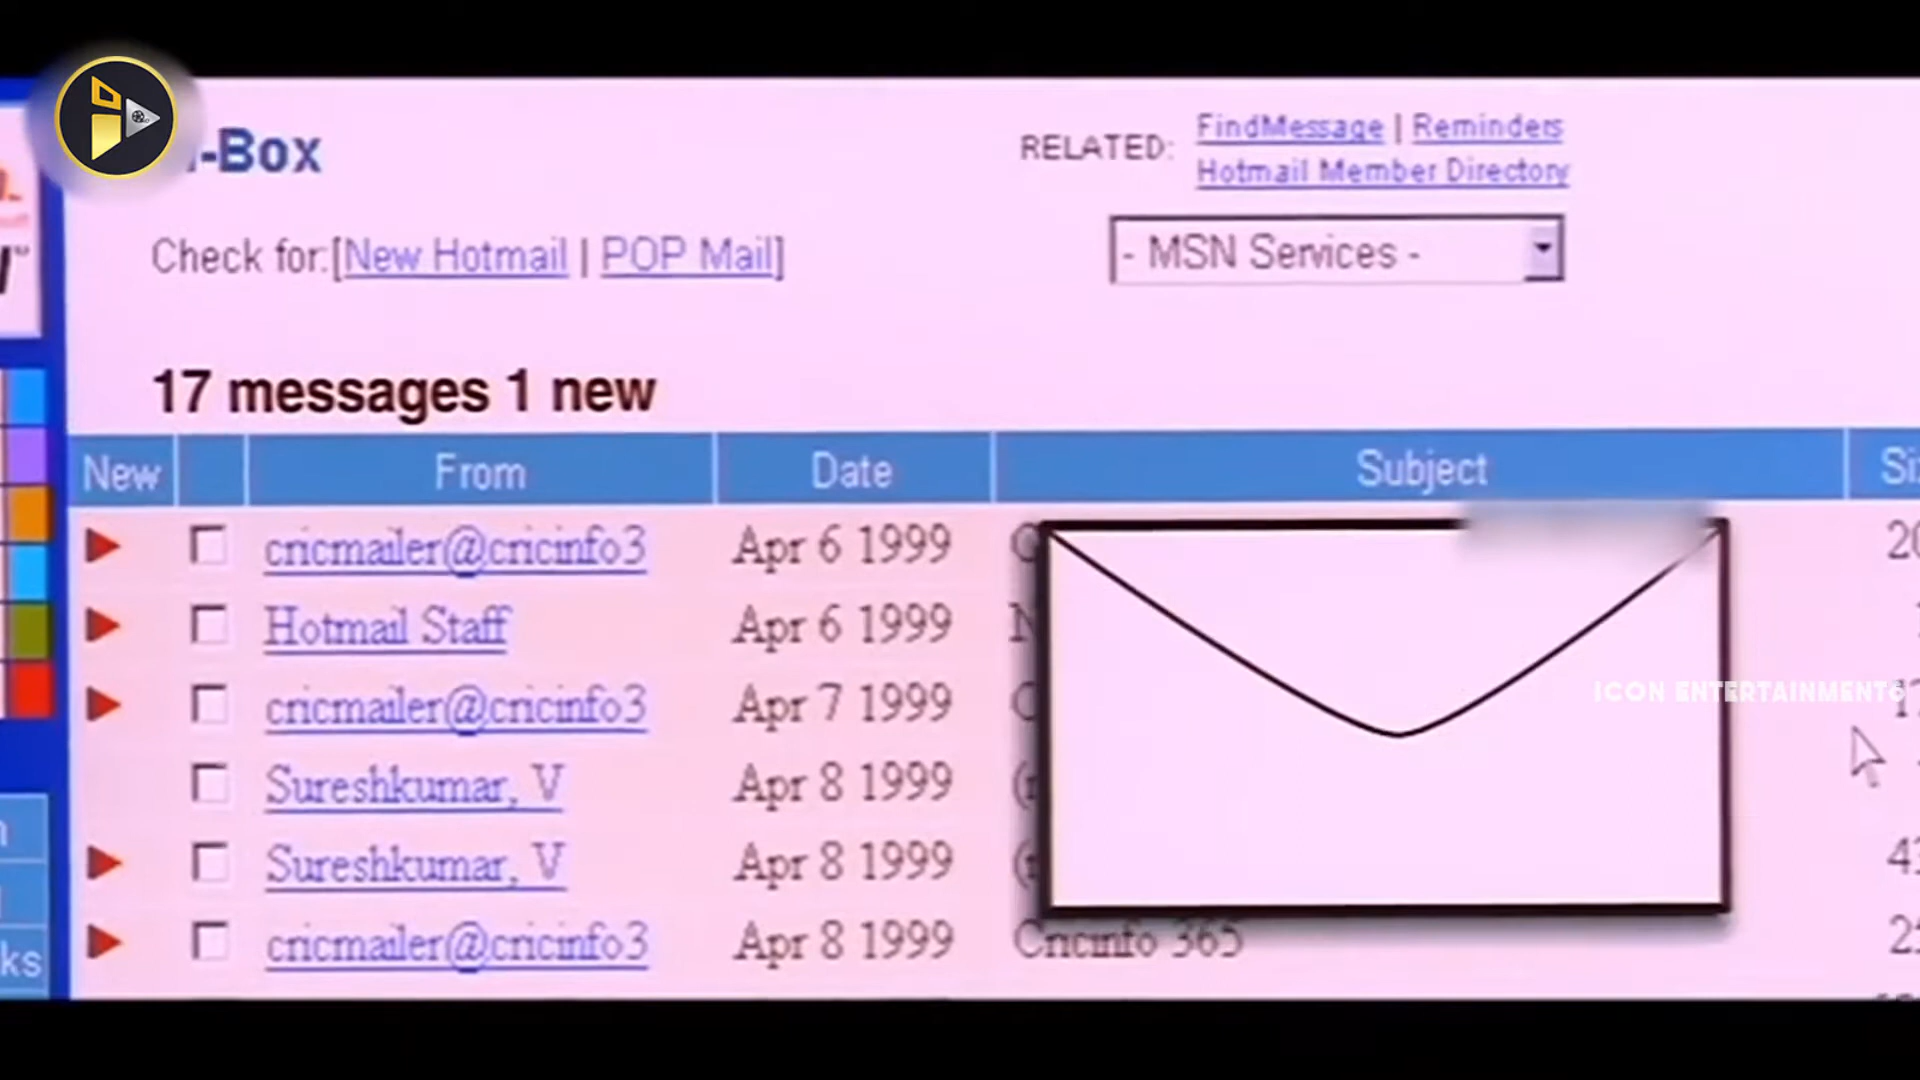 -Box
RELATED: FindMessage | Reminders
Hotmail Member Directory
Check for:[New Hotmail | POP Mail]
- MSN Services -
17 messages 1 new
New From Date Subject
cricmailer@cricinfo3 Apr 6 1999
Hotmail Staff Apr 6 1999
cricmailer@cricinfo3 Apr 7 1999
ICON ENTERTAINMENT6
Sureshkumar, V Apr 8 1999
Sureshkumar, V Apr 8 1999
cricmailer@cricinfo3 Apr 8 1999 Cricinfo 365